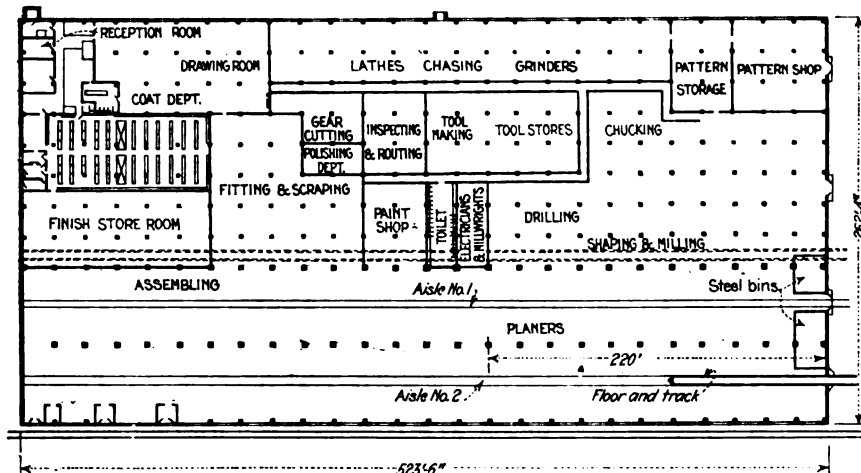 RECEPTION ROOM
DRAWING ROOM
LATHES CHASING GRINDERS
PATTERN
STORAGE
PATTERN SHOP
COAT DEPT.
GEAR
CUTTING
POLISHING
DEPT.
INSPECTING
& ROUTING
TOOL
MAKING
TOOL STORES
CHUCKING
FITTING & SCRAPING
FINISH STORE ROOM
PAINT
SHOP
TOILET
ELECTRICIANS
& MILLWRIGHTS
DRILLING
SHAPING & MILLING
ASSEMBLING
Aisle No. 1
Steel bins
PLANERS
220'
Aisle No. 2
Floor and track
623'-6"